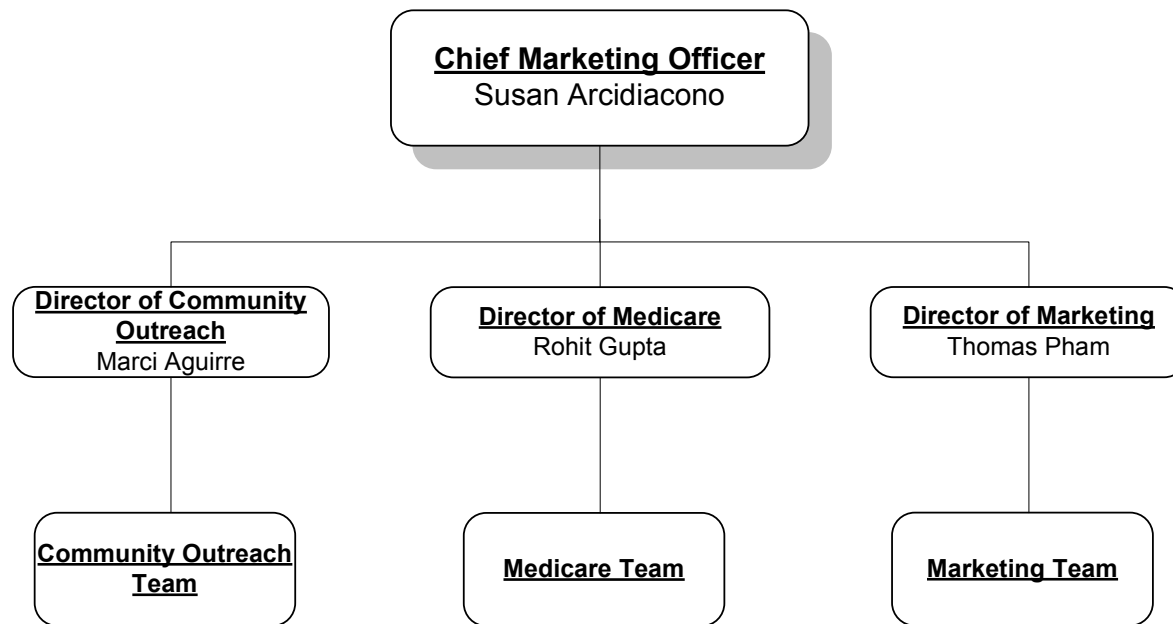 Chief Marketing Officer
Susan Arcidiacono
Director of Community
Outreach
Marci Aguirre
Director of Medicare
Rohit Gupta
Director of Marketing
Thomas Pham
Community Outreach
Team
Medicare Team
Marketing Team